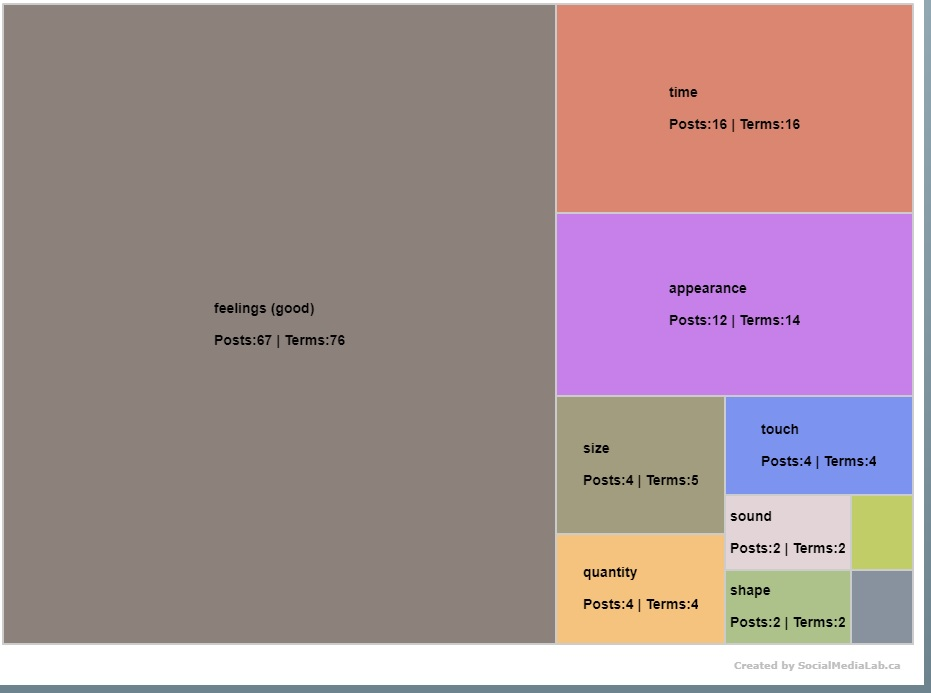 feelings (good)
Posts:67 | Terms:76
time
Posts:16 | Terms:16
appearance
Posts:12 | Terms:14
size
Posts:4 | Terms:5
quantity
Posts:4 | Terms:4
touch
Posts:4 | Terms:4
sound
Posts:2 | Terms:2
shape
Posts:2 | Terms:2
Created by SocialMediaLab.ca